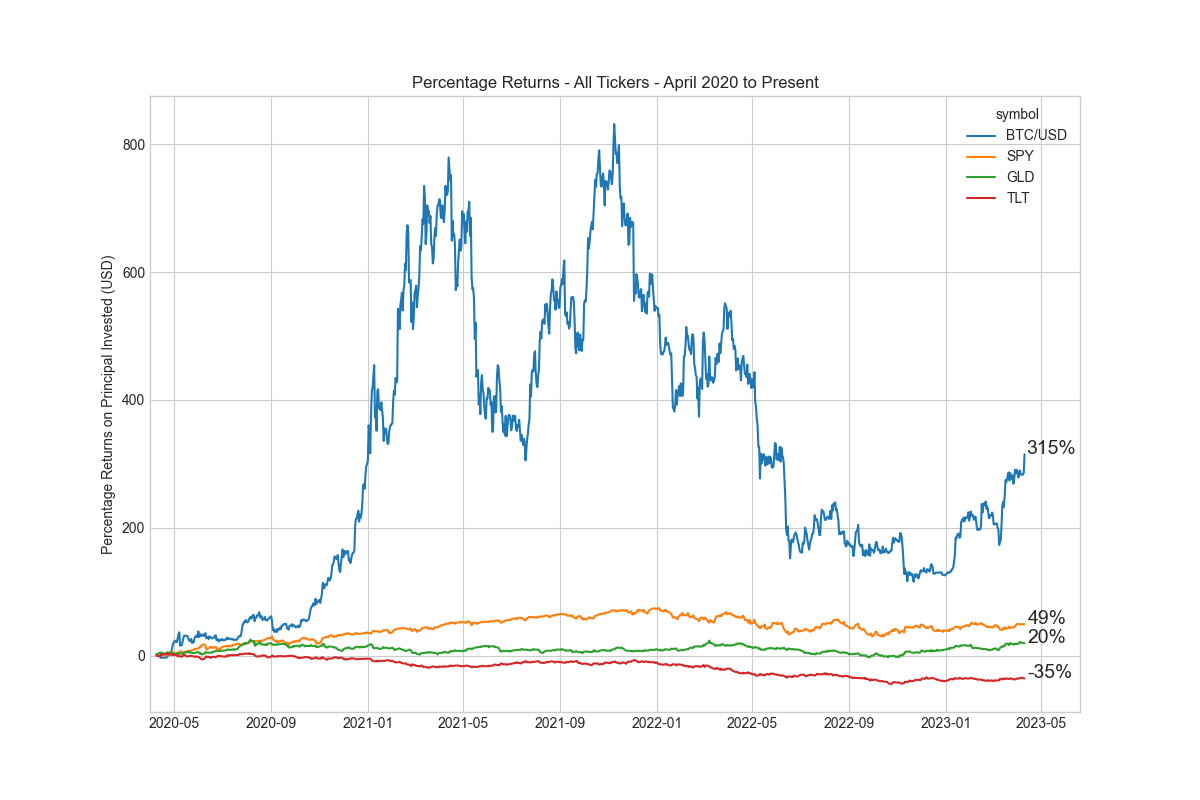 Percentage Returns - All Tickers - April 2020 to Present
Percentage Returns on Principal Invested (USD)
800
600
400
200
0
symbol
BTC/USD
SPY
GLD
TLT
315%
49%
20%
-35%
2020-05 2020-09 2021-01 2021-05 2021-09 2022-01 2022-05 2022-09 2023-01 2023-05